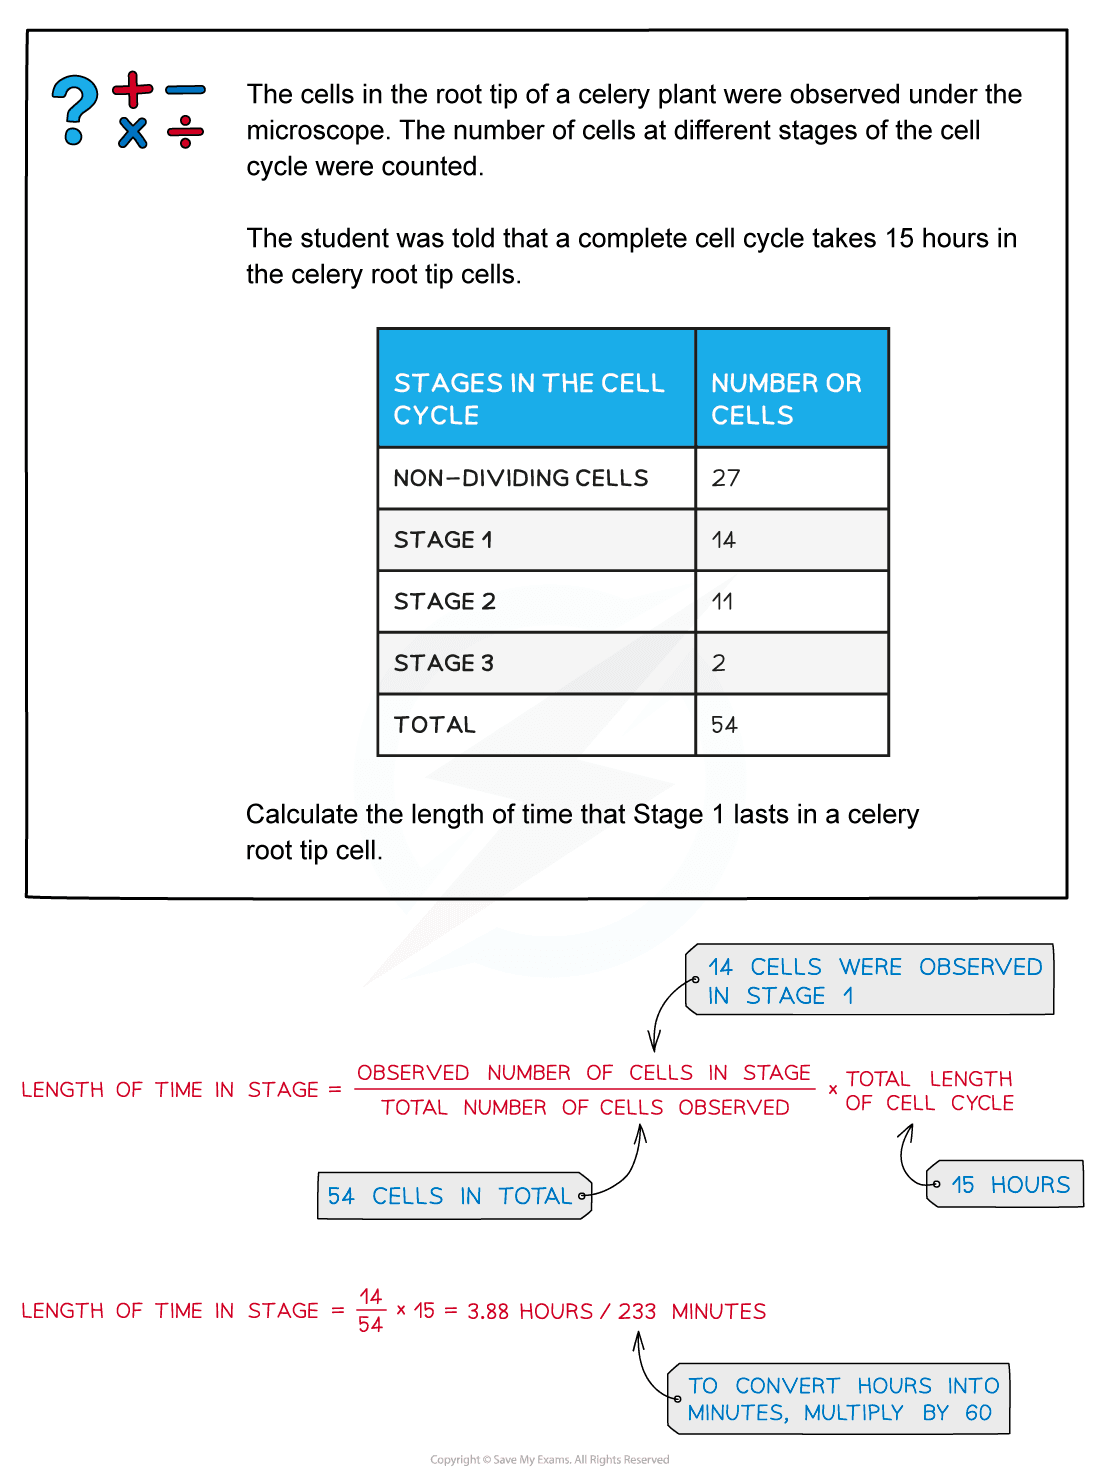 The cells in the root tip of a celery plant were observed under the
microscope. The number of cells at different stages of the cell
cycle were counted.
The student was told that a complete cell cycle takes 15 hours in
the celery root tip cells.
STAGES IN THE CELL
CYCLE
NUMBER OR
CELLS
NON-DIVIDING CELLS 27
STAGE 1 14
STAGE 2 11
STAGE 3 2
TOTAL 54
Calculate the length of time that Stage 1 lasts in a celery
root tip cell.
14 CELLS WERE OBSERVED
IN STAGE 1
LENGTH OF TIME IN STAGE =
OBSERVED NUMBER OF CELLS IN STAGE
TOTAL NUMBER OF CELLS OBSERVED
× TOTAL LENGTH
OF CELL CYCLE
54 CELLS IN TOTAL
15 HOURS
LENGTH OF TIME IN STAGE = 14/54 × 15 = 3.88 HOURS / 233 MINUTES
TO CONVERT HOURS INTO
MINUTES, MULTIPLY BY 60
Copyright © Save My Exams. All Rights Reserved